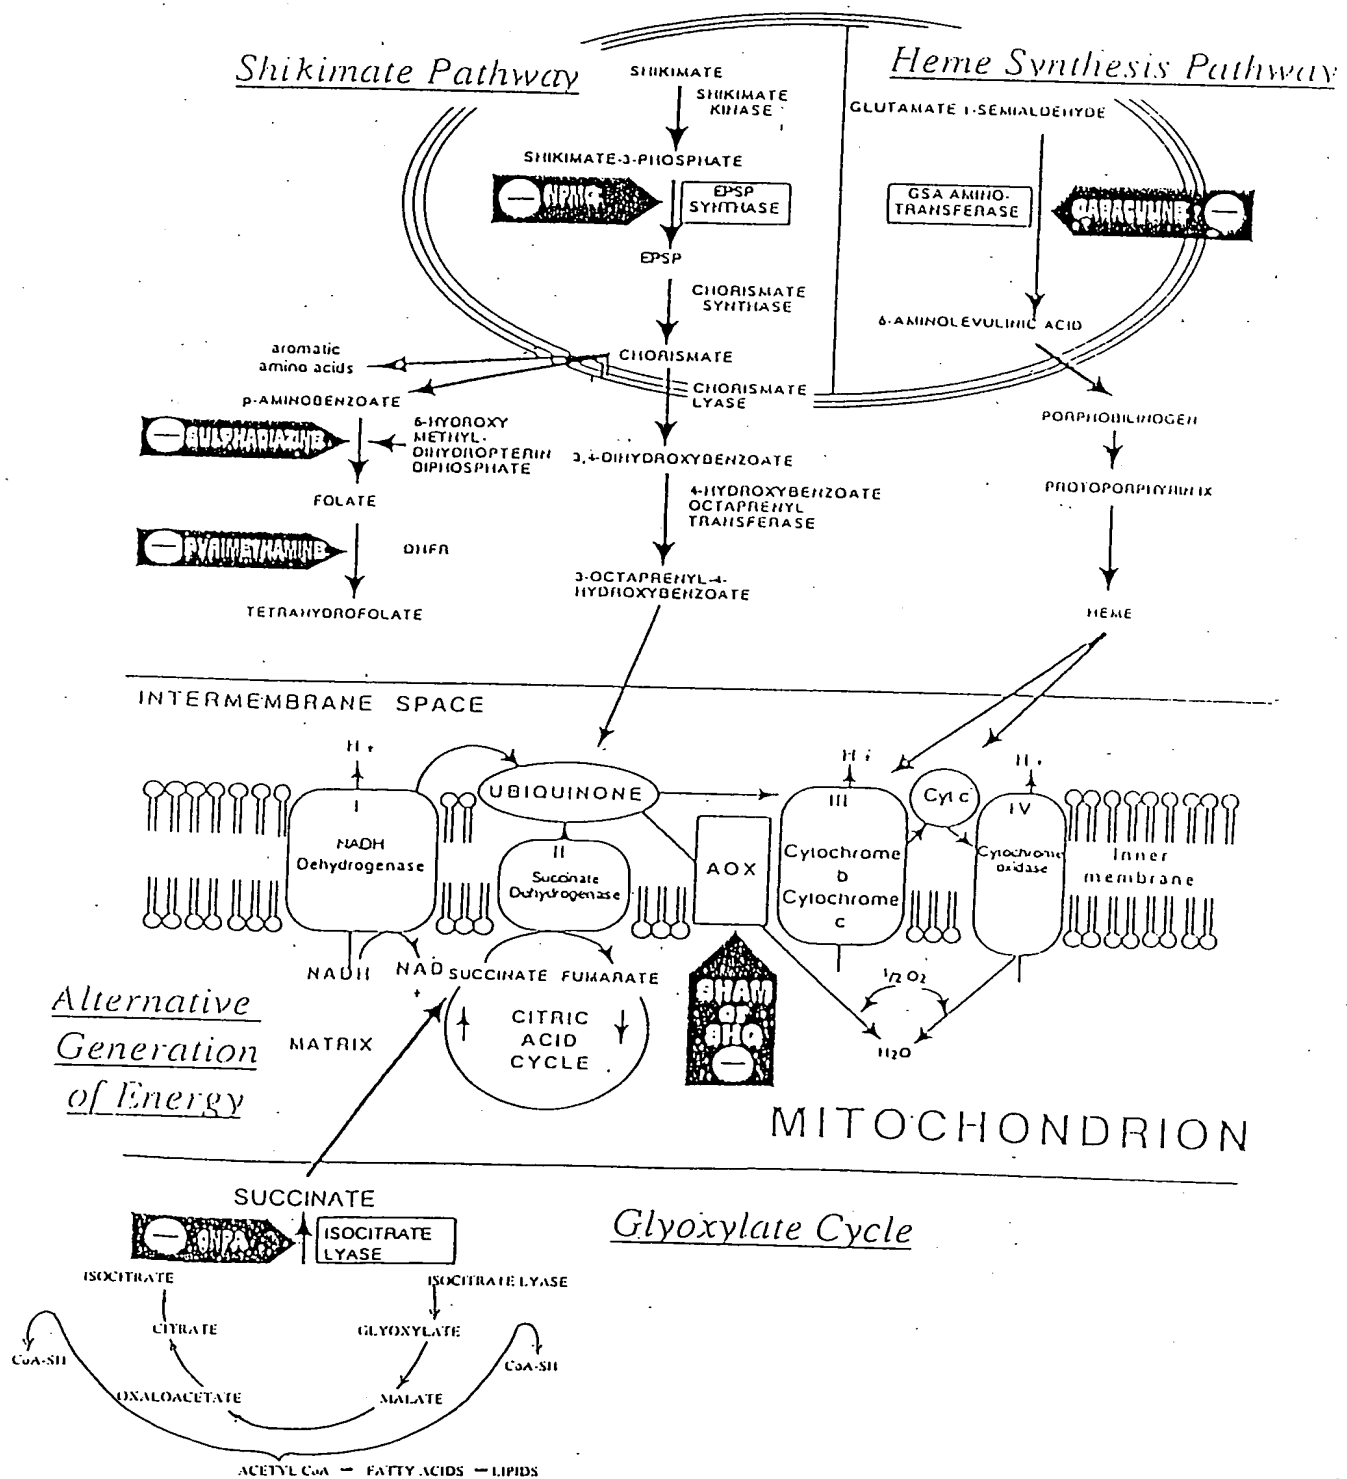 Shikimate Pathway
Heme Synthesis Pathway
SHIKIMATE
SHIKIMATE
KINASE
GLUTAMATE 1-SEMIALDEHYDE
SHIKIMATE-3-PHOSPHATE
NPMG
EPSP
SYNTHASE
GSA AMINO-
TRANSFERASE
GABACULINE
EPSP
CHORISMATE
SYNTHASE
δ-AMINOLEVULINIC ACID
CHORISMATE
aromatic
amino acids
CHORISMATE
LYASE
p-AMINOBENZOATE
PORPHOBILINOGEN
SULPHADIAZINE
6-HYDROXY
METHYL-
DIHYDROPTERIN
DIPHOSPHATE
3,4-DIHYDROXYBENZOATE
PROTOPORPHYRIN IX
FOLATE
4-HYDROXYBENZOATE
OCTAPRENYL
TRANSFERASE
PYRIMETHAMINE
DHFR
3-OCTAPRENYL-4-
HYDROXYBENZOATE
TETRAHYDROFOLATE
HEME
INTERMEMBRANE SPACE
H+
H+
H+
I
NADH
Dehydrogenase
UBIQUINONE
II
Succinate
Dehydrogenase
AOX
III
Cytochrome
b
Cytochrome
c
Cyt c
IV
Cytochrome
oxidase
Inner
membrane
NADH
NAD
+
SUCCINATE FUMARATE
SHAM
or
8HQ
1/2 O2
H2O
CITRIC
ACID
CYCLE
MATRIX
Alternative
Generation
of Energy
MITOCHONDRION
SUCCINATE
ISOCITRATE
LYASE
Glyoxylate Cycle
ISOCITRATE
ISOCITRATE LYASE
CITRATE
GLYOXYLATE
CoA-SH
CoA-SH
OXALOACETATE
MALATE
ACETYL CoA — FATTY ACIDS — LIPIDS